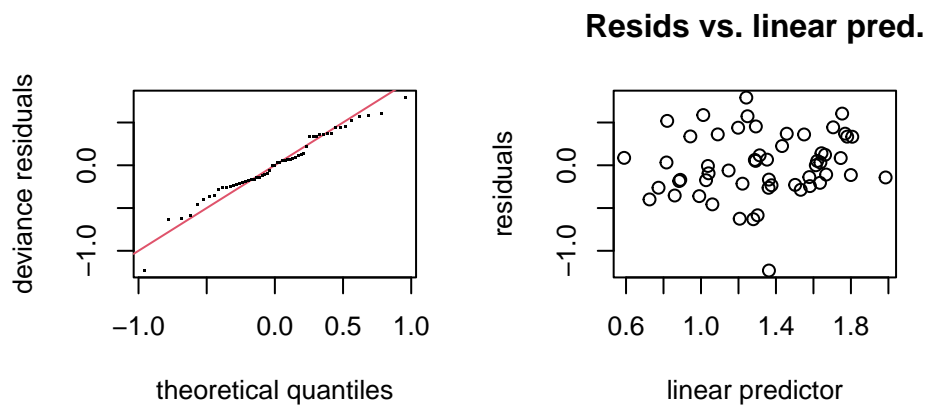 Resids vs. linear pred.
deviance residuals
−1.0
0.0
−1.0
0.0
0.5
1.0
theoretical quantiles
residuals
−1.0
0.0
0.6
1.0
1.4
1.8
linear predictor